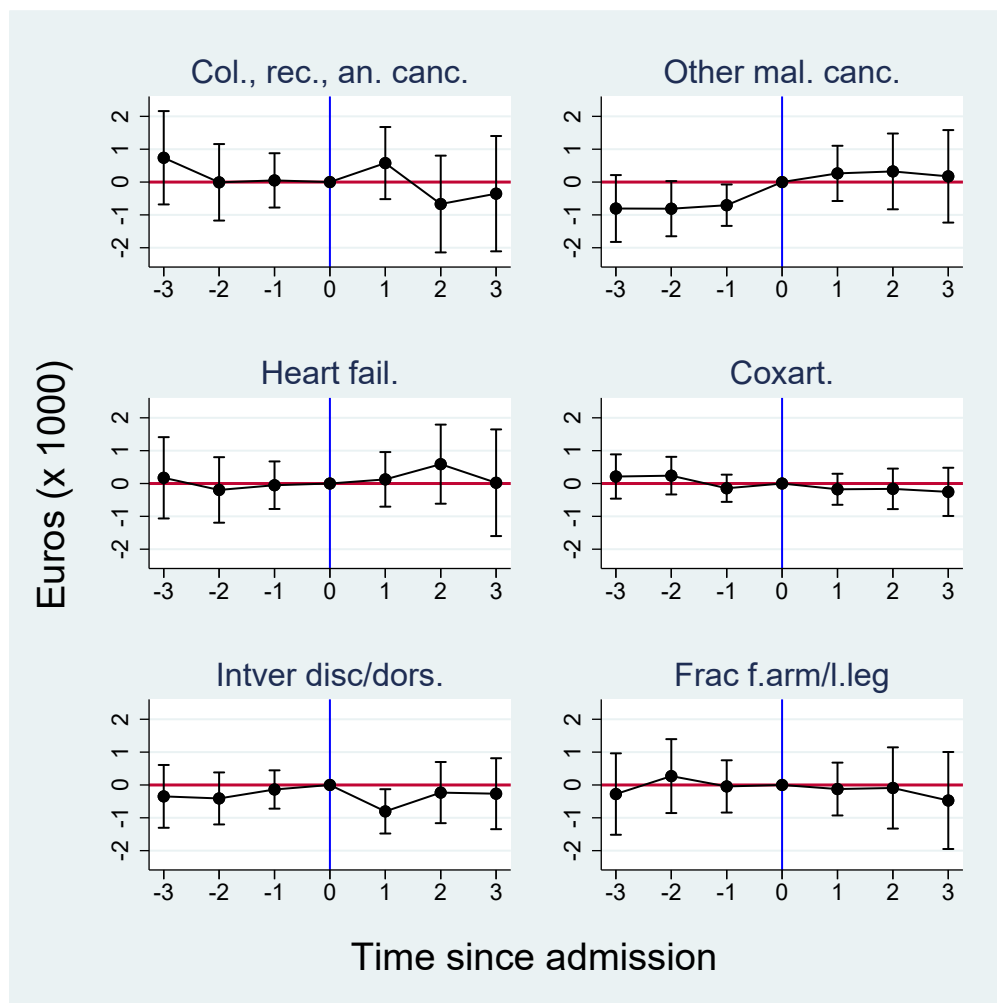 Col., rec., an. canc.
Other mal. canc.
2
1
0
-1
-2
-3 -2 -1 0 1 2 3
2
1
0
-1
-2
-3 -2 -1 0 1 2 3
Euros (x 1000)
Heart fail.
Coxart.
2
1
0
-1
-2
-3 -2 -1 0 1 2 3
2
1
0
-1
-2
-3 -2 -1 0 1 2 3
Intver disc/dors.
Frac f.arm/l.leg
2
1
0
-1
-2
-3 -2 -1 0 1 2 3
2
1
0
-1
-2
-3 -2 -1 0 1 2 3
Time since admission